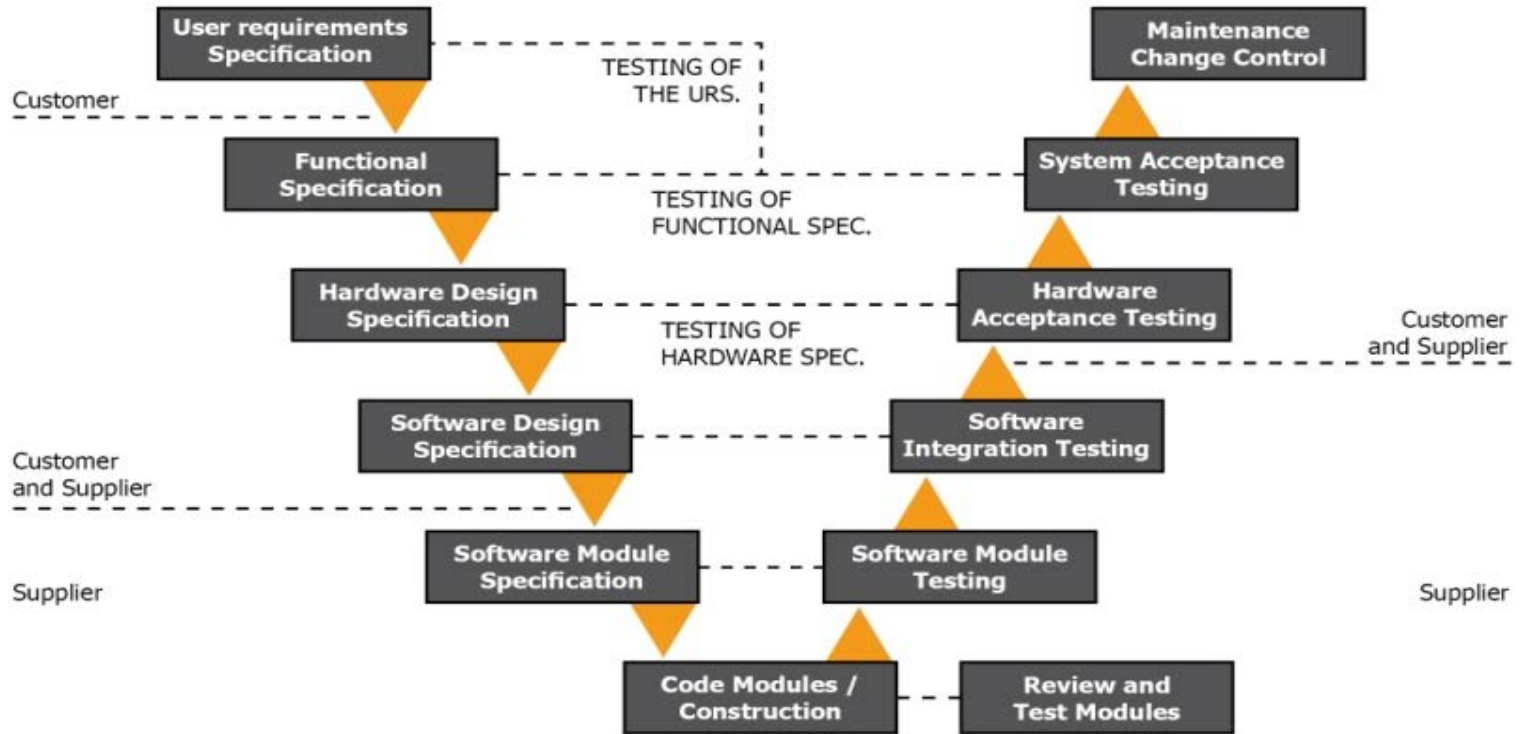 User requirements
Specification
Maintenance
Change Control
TESTING OF
THE URS.
Customer
Functional
Specification
System Acceptance
Testing
TESTING OF
FUNCTIONAL SPEC.
Hardware Design
Specification
Hardware
Acceptance Testing
TESTING OF
HARDWARE SPEC.
Customer
and Supplier
Software Design
Specification
Software
Integration Testing
Customer
and Supplier
Software Module
Specification
Software Module
Testing
Supplier
Supplier
Code Modules /
Construction
Review and
Test Modules